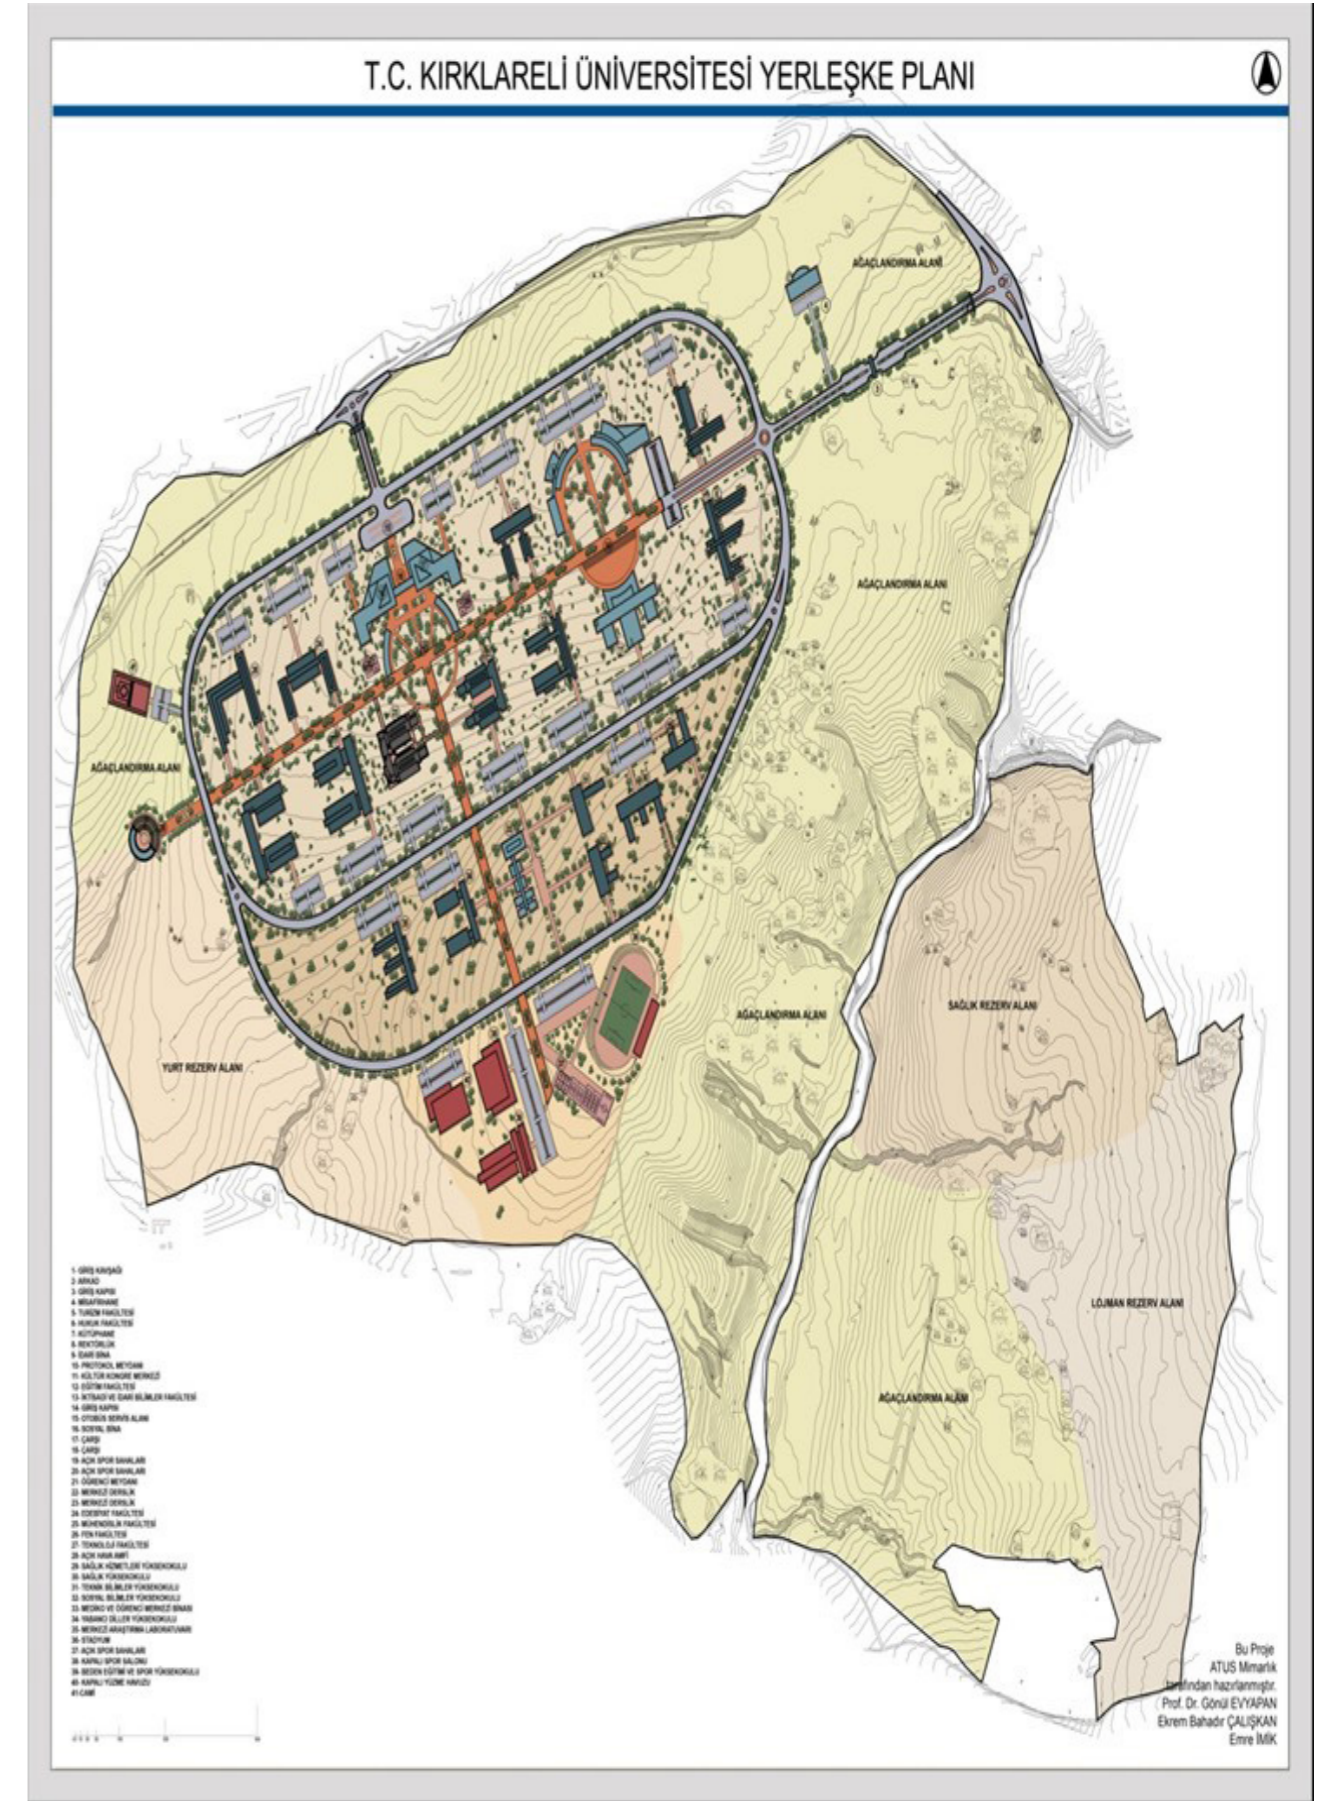 T.C. KIRKLARELİ ÜNİVERSİTESİ YERLEŞKE PLANI
AĞAÇLANDIRMA ALANI
AĞAÇLANDIRMA ALANI
AĞAÇLANDIRMA ALANI
AĞAÇLANDIRMA ALANI
SAĞLIK REZERV ALANI
YURT REZERV ALANI
LOJMAN REZERV ALANI
AĞAÇLANDIRMA ALANI
1- GİRİŞ KAVŞAĞI
2- ARKAD
3- GİRİŞ KAPISI
4- MİSAFİRHANE
5- TURİZM FAKÜLTESİ
6- HUKUK FAKÜLTESİ
7- KÜTÜPHANE
8- REKTÖRLÜK
9- İDARİ BİNA
10- PROTOKOL MEYDANI
11- KÜLTÜR KONGRE MERKEZİ
12- EĞİTİM FAKÜLTESİ
13- İKTİSADİ VE İDARİ BİLİMLER FAKÜLTESİ
14- GİRİŞ KAPISI
15- OTOBÜS SERVİS ALANI
16- SOSYAL BİNA
17- ÇARŞI
18- ÇARŞI
19- AÇIK SPOR SAHALARI
20- AÇIK SPOR SAHALARI
21- ÖĞRENCİ MEYDANI
22- MERKEZİ DERSLİK
23- MERKEZİ DERSLİK
24- EDEBİYAT FAKÜLTESİ
25- MÜHENDİSLİK FAKÜLTESİ
26- FEN FAKÜLTESİ
27- TEKNOLOJİ FAKÜLTESİ
28- AÇIK HAVA AMFİ
29- SAĞLIK HİZMETLERİ YÜKSEKOKULU
30- SAĞLIK YÜKSEKOKULU
31- TEKNİK BİLİMLER YÜKSEKOKULU
32- SOSYAL BİLİMLER YÜKSEKOKULU
33- MEDİKO VE ÖĞRENCİ MERKEZİ BİNASI
34- YABANCI DİLLER YÜKSEKOKULU
35- MERKEZİ ARAŞTIRMA LABORATUVARI
36- STADYUM
37- AÇIK SPOR SAHALARI
38- KAPALI SPOR SALONU
39- BEDEN EĞİTİMİ VE SPOR YÜKSEKOKULU
40- KAPALI YÜZME HAVUZU
41-CAMİ
Bu Proje
ATUS Mimarlık
tarafından hazırlanmıştır.
Prof. Dr. Gönül EVYAPAN
Ekrem Bahadır ÇALIŞKAN
Emre İMİK